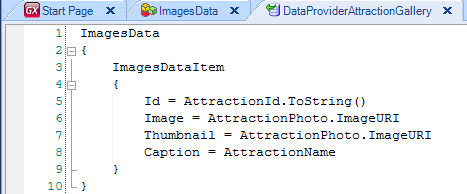 GX Start Page ImagesData DataProviderAttractionGallery
1 ImagesData
2 {
3 ImagesDataItem
4 {
5 Id = AttractionId.ToString()
6 Image = AttractionPhoto.ImageURI
7 Thumbnail = AttractionPhoto.ImageURI
8 Caption = AttractionName
9 }
10 }